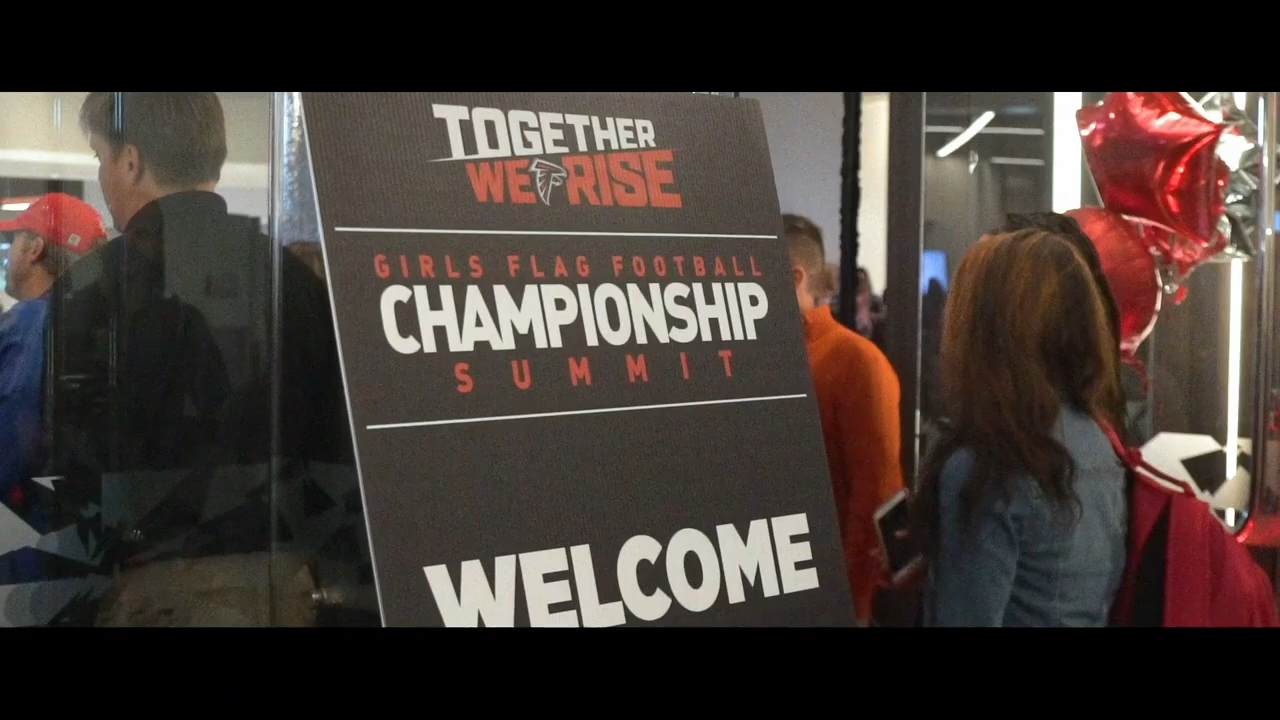 TOGETHER
WE RISE
GIRLS FLAG FOOTBALL
CHAMPIONSHIP
SUMMIT
WELCOME